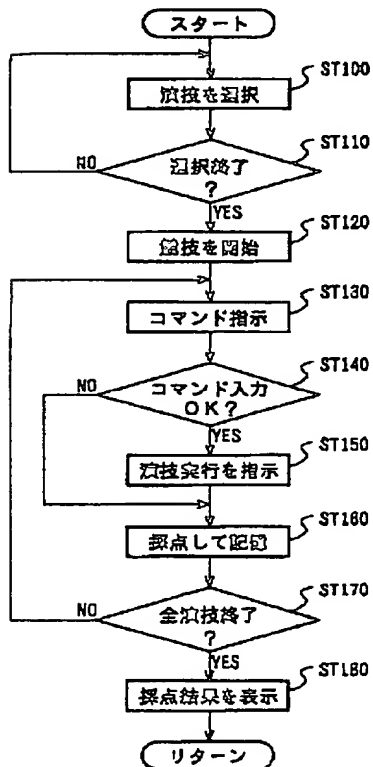 スタート
ST100
演技を選択
ST110
NO
選択終了
?
YES
ST120
演技を開始
ST130
コマンド指示
ST140
NO
コマンド入力
OK?
YES
ST150
演技実行を指示
ST160
採点して記憶
ST170
NO
全演技終了
?
YES
ST180
採点結果を表示
リターン